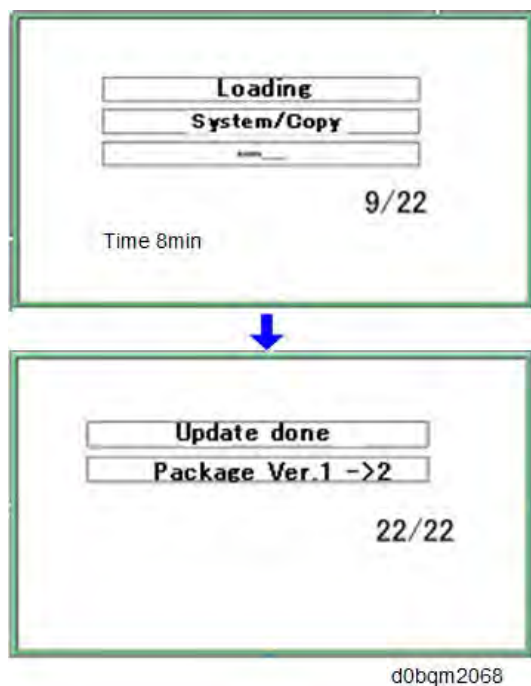 Loading
System/Copy
9/22
Time 8min
Update done
Package Ver.1 ->2
22/22
d0bqm2068